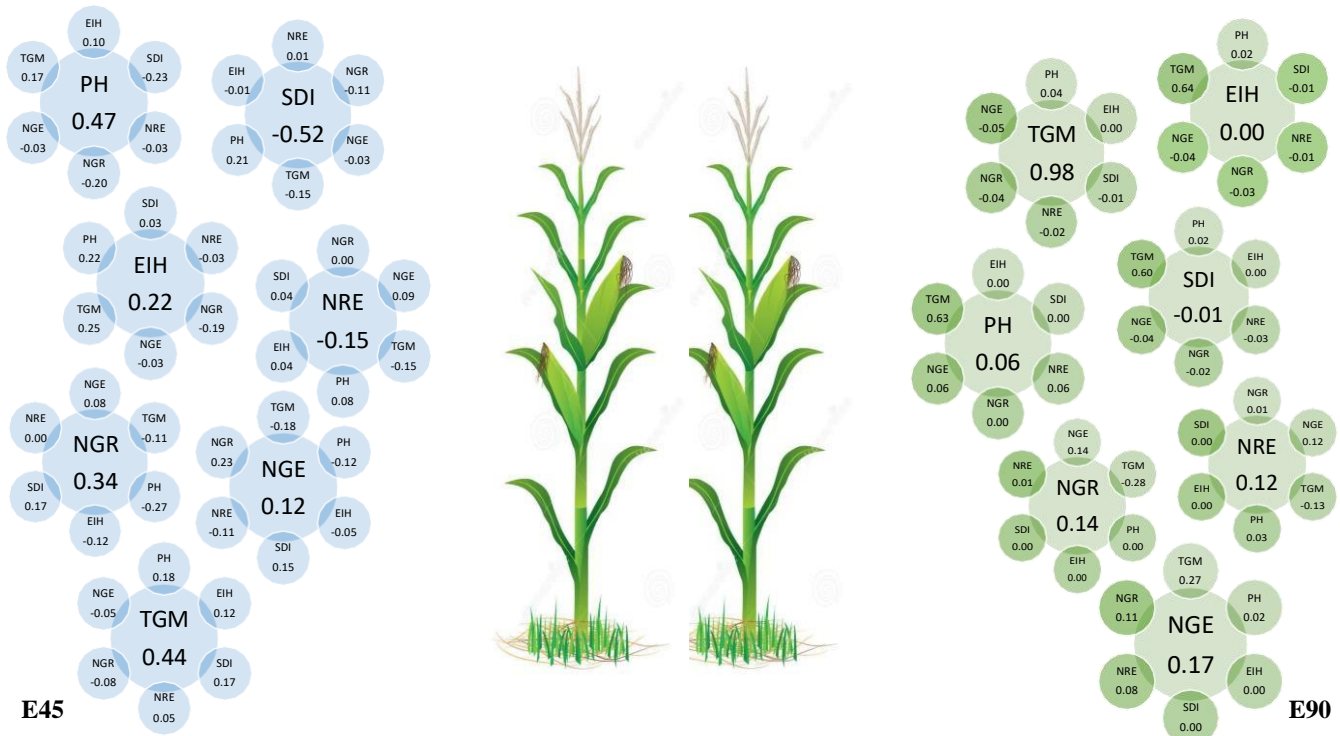 EIH
0.10
TGM
0.17
SDI
-0.23
PH
0.47
NGE
-0.03
NRE
-0.03
NGR
-0.20
NRE
0.01
EIH
-0.01
NGR
-0.11
SDI
-0.52
PH
0.21
NGE
-0.03
TGM
-0.15
SDI
0.03
PH
0.22
NRE
-0.03
EIH
0.22
TGM
0.25
NGR
-0.19
NGE
-0.03
NGR
0.00
SDI
0.04
NGE
0.09
NRE
-0.15
EIH
0.04
TGM
-0.15
PH
0.08
NGE
0.08
NRE
0.00
TGM
-0.11
NGR
0.34
SDI
0.17
PH
-0.27
EIH
-0.12
TGM
-0.18
NGR
0.23
PH
-0.12
NGE
0.12
NRE
-0.11
EIH
-0.05
SDI
0.15
PH
0.18
NGE
-0.05
EIH
0.12
TGM
0.44
NGR
-0.08
SDI
0.17
NRE
0.05
E45
PH
0.04
NGE
-0.05
EIH
0.00
TGM
0.98
NGR
-0.04
SDI
-0.01
NRE
-0.02
PH
0.02
TGM
0.64
SDI
-0.01
EIH
0.00
NGE
-0.04
NRE
-0.01
NGR
-0.03
EIH
0.00
TGM
0.63
SDI
0.00
PH
0.06
NGE
0.06
NRE
0.06
NGR
0.00
PH
0.02
TGM
0.60
EIH
0.00
SDI
-0.01
NGE
-0.04
NRE
-0.03
NGR
-0.02
NGE
0.14
NRE
0.01
TGM
-0.28
NGR
0.14
SDI
0.00
PH
0.00
EIH
0.00
NGR
0.01
SDI
0.00
NGE
0.12
NRE
0.12
EIH
0.00
TGM
-0.13
PH
0.03
TGM
0.27
NGR
0.11
PH
0.02
NGE
0.17
NRE
0.08
EIH
0.00
SDI
0.00
E90